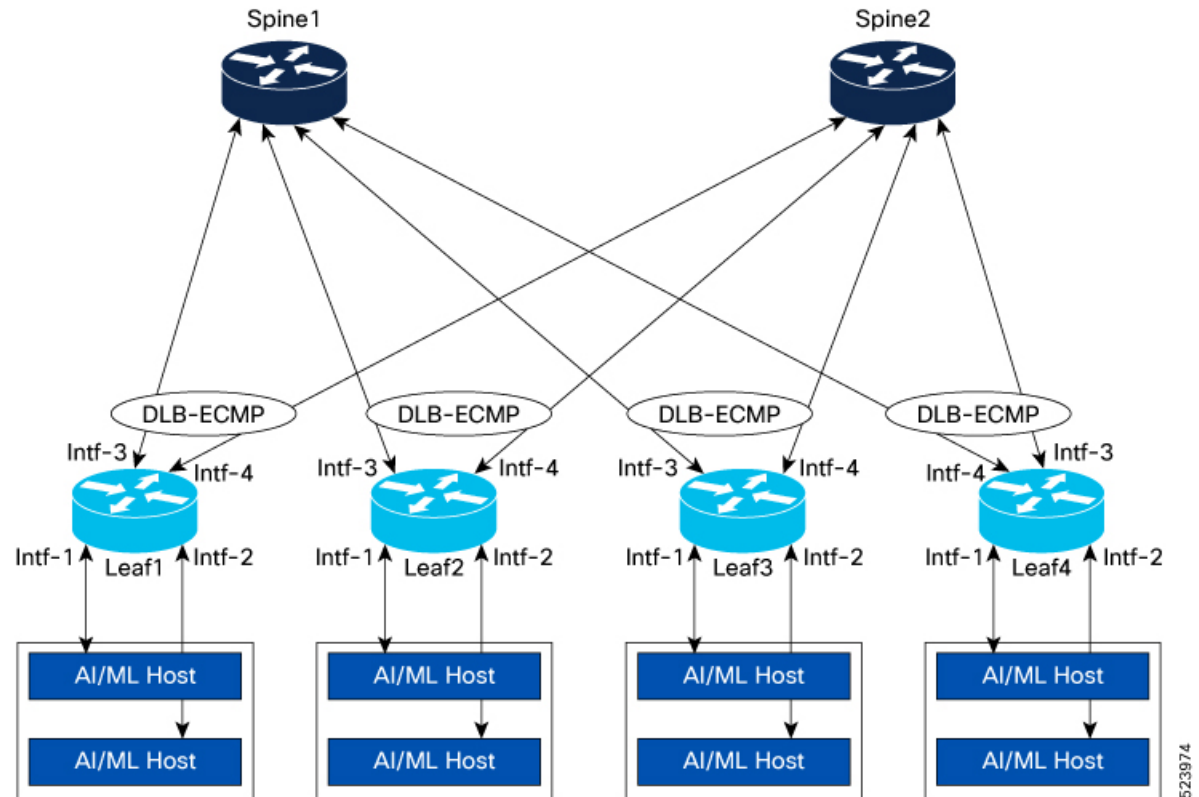 Spine1
Spine2
DLB-ECMP
DLB-ECMP
DLB-ECMP
DLB-ECMP
Intf-3
Intf-4
Intf-3
Intf-4
Intf-3
Intf-4
Intf-4
Intf-3
Intf-1
Leaf1
Intf-2
Intf-1
Leaf2
Intf-2
Intf-1
Leaf3
Intf-2
Intf-1
Leaf4
Intf-2
AI/ML Host
AI/ML Host
AI/ML Host
AI/ML Host
AI/ML Host
AI/ML Host
AI/ML Host
AI/ML Host
523974